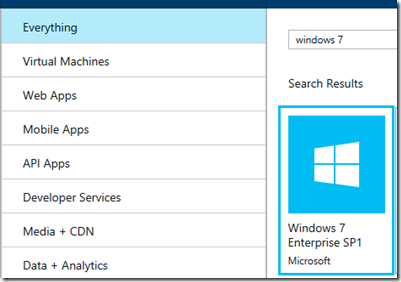 Everything
Virtual Machines
Web Apps
Mobile Apps
API Apps
Developer Services
Media + CDN
Data + Analytics
windows 7
Search Results
Windows 7
Enterprise SP1
Microsoft